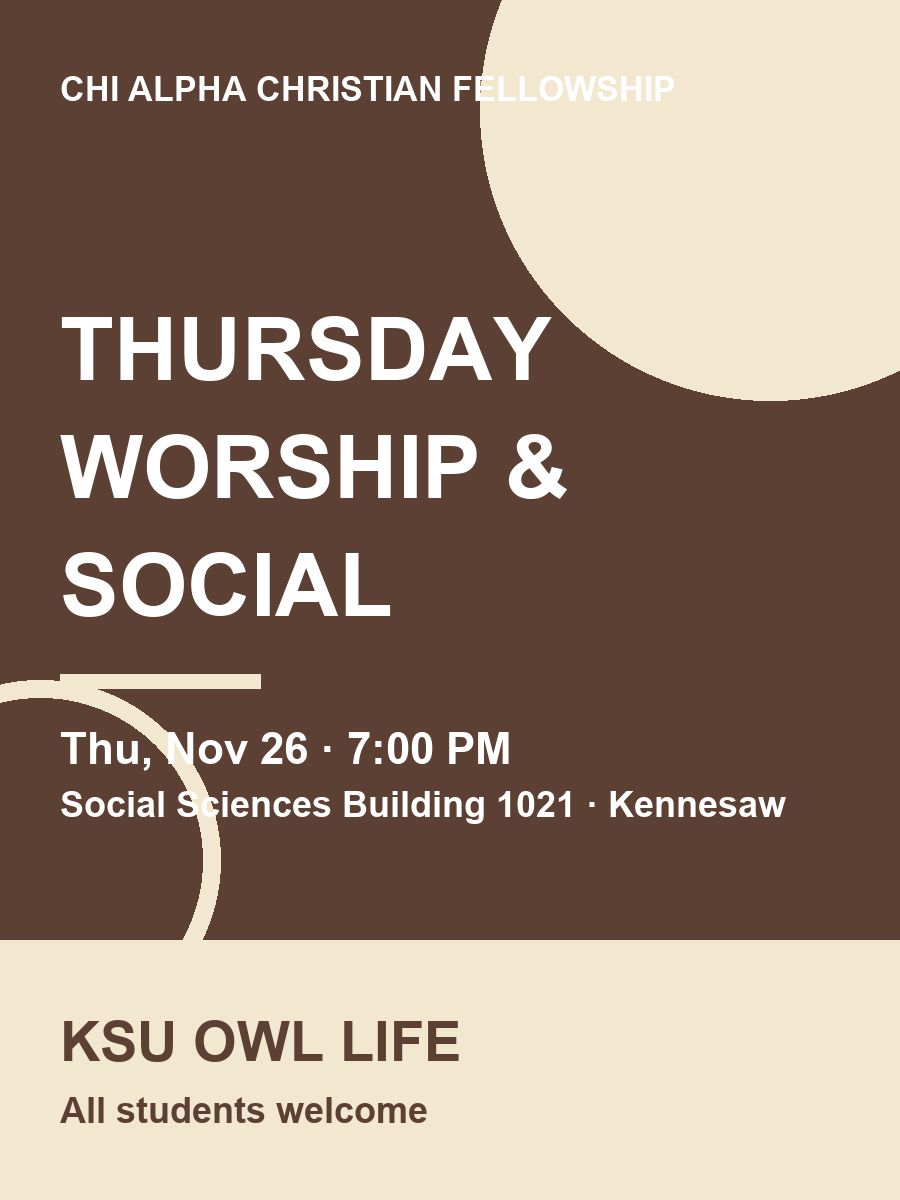 CHI ALPHA CHRISTIAN FELLOWSHIP
THURSDAY
WORSHIP &
SOCIAL
Thu, Nov 26 · 7:00 PM
Social Sciences Building 1021 · Kennesaw
KSU OWL LIFE
All students welcome